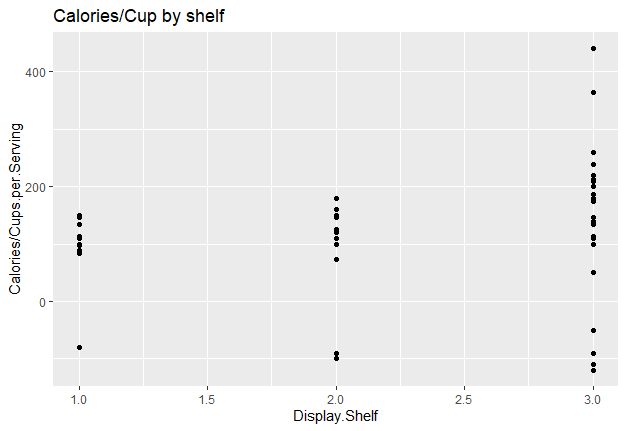 Calories/Cup by shelf
Calories/Cups.per.Serving
400
200
0
1.0 1.5 2.0 2.5 3.0
Display.Shelf